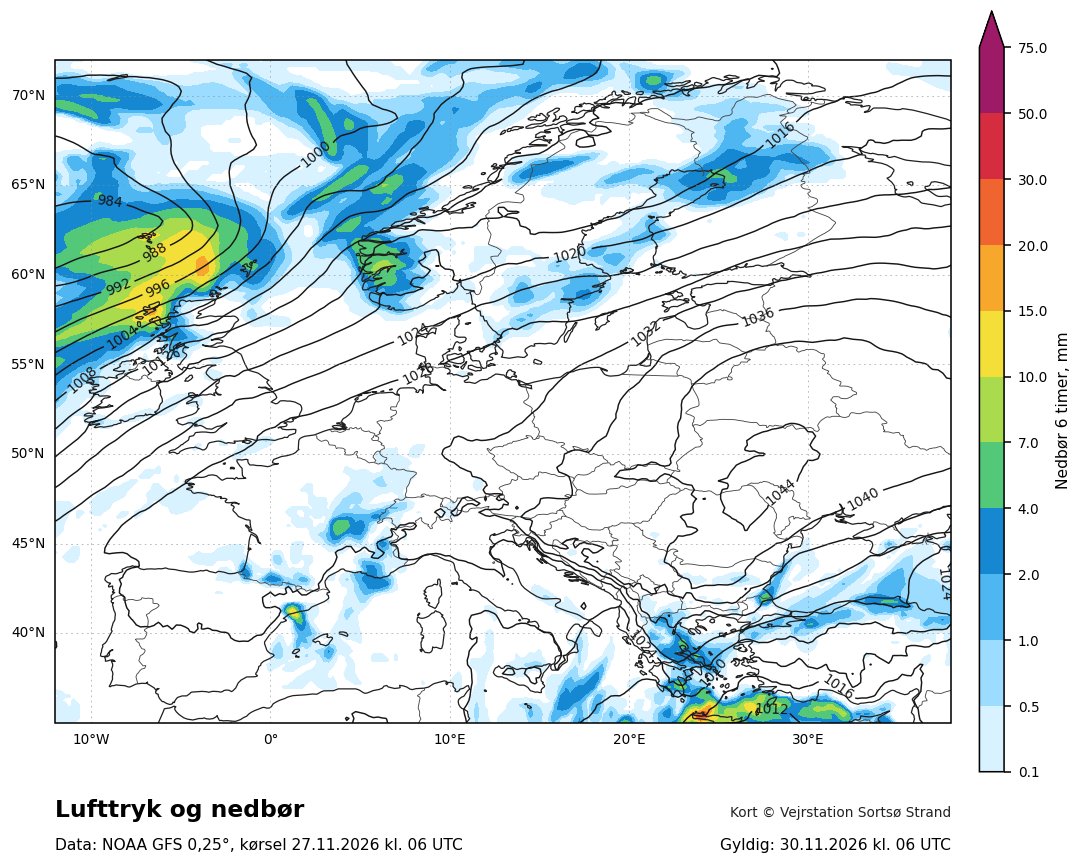 75.0
50.0
30.0
20.0
15.0
10.0
7.0
4.0
2.0
1.0
0.5
0.1
Nedbør 6 timer, mm
70°N
65°N
60°N
55°N
50°N
45°N
40°N
10°W
0°
10°E
20°E
30°E
1000
1016
984
988
992
996
1004
1008
1020
1024
1028
1032
1036
1044
1040
1024
1016
1012
Lufttryk og nedbør
Kort © Vejrstation Sortsø Strand
Data: NOAA GFS 0,25°, kørsel 27.11.2026 kl. 06 UTC
Gyldig: 30.11.2026 kl. 06 UTC